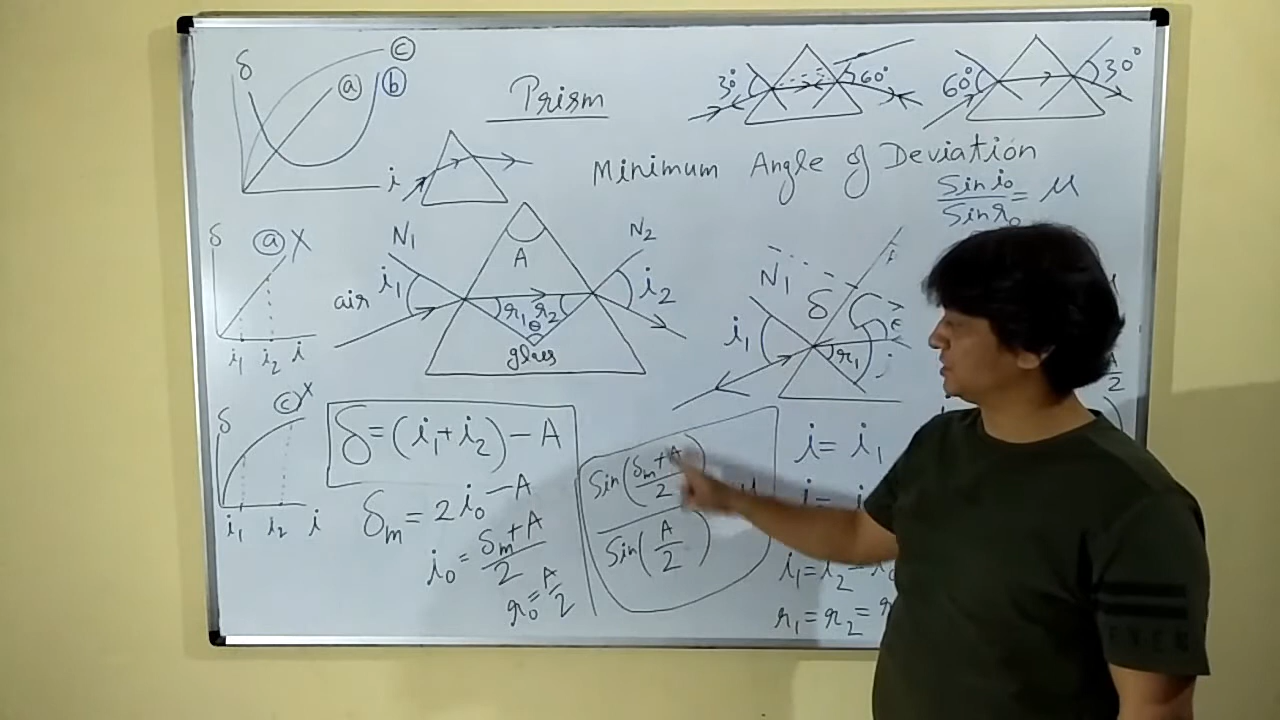 δ
c
a
b
i
Prism
30°
60°
60°
30°
Minimum Angle of Deviation
Sin i₀ / Sin r₀ = μ
δ
a X
i₁ i₂ i
N₁
N₂
A
air
i₁
i₂
r₁ r₂
θ
glass
N₁
δ
i₁
r₁
A/2
δ
c X
i₁ i₂ i
δ = (i₁+i₂) − A
δm = 2i₀ − A
i₀ = (δm+A)/2
r₀ = A/2
Sin((δm+A)/2) / Sin(A/2)
i = i₁
i₁ = i₂ = i₀
r₁ = r₂ =